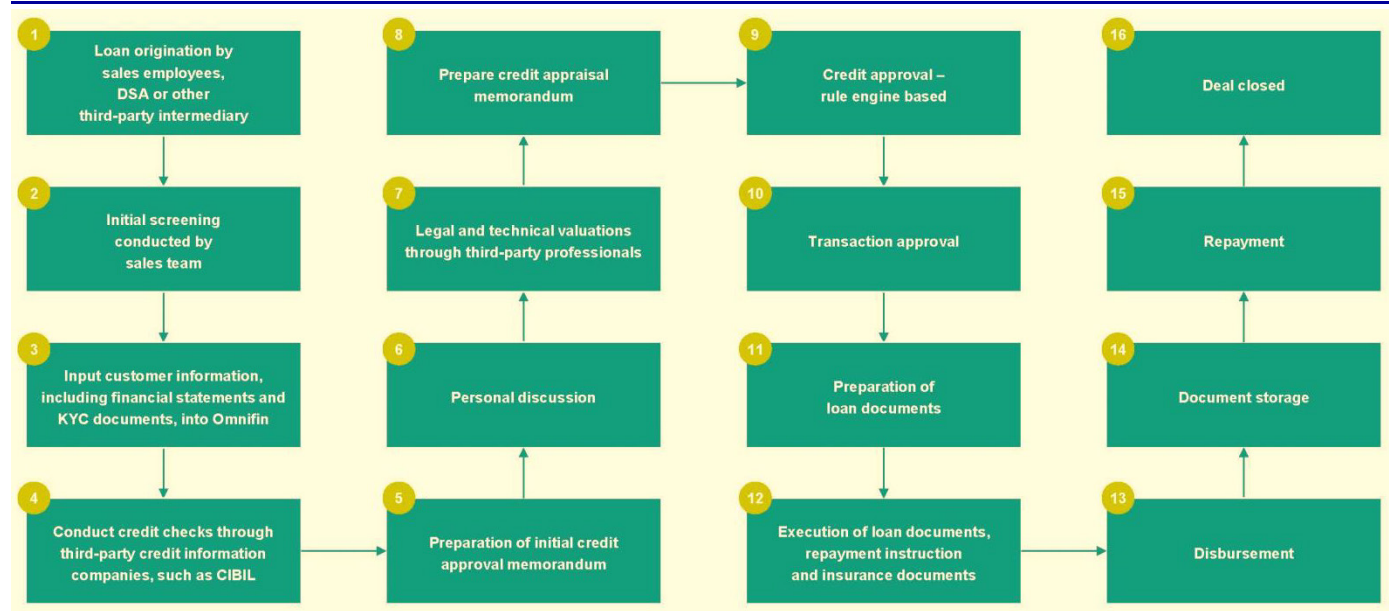 1
Loan origination by
sales employees,
DSA or other
third-party intermediary
2
Initial screening
conducted by
sales team
3
Input customer information,
including financial statements and
KYC documents, into Omnifin
4
Conduct credit checks through
third-party credit information
companies, such as CIBIL
5
Preparation of initial credit
approval memorandum
6
Personal discussion
7
Legal and technical valuations
through third-party professionals
8
Prepare credit appraisal
memorandum
9
Credit approval –
rule engine based
10
Transaction approval
11
Preparation of
loan documents
12
Execution of loan documents,
repayment instruction
and insurance documents
13
Disbursement
14
Document storage
15
Repayment
16
Deal closed